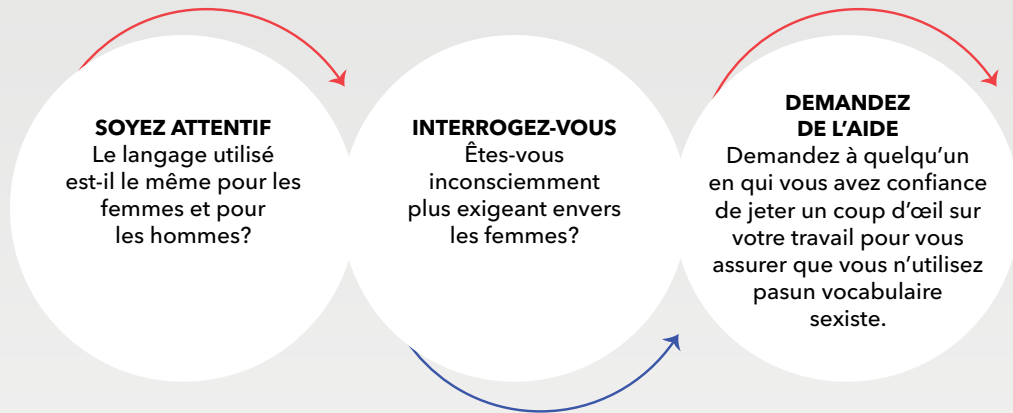 SOYEZ ATTENTIF
Le langage utilisé
est-il le même pour les
femmes et pour
les hommes?
INTERROGEZ-VOUS
Êtes-vous
inconsciemment
plus exigeant envers
les femmes?
DEMANDEZ
DE L’AIDE
Demandez à quelqu’un
en qui vous avez confiance
de jeter un coup d’œil sur
votre travail pour vous
assurer que vous n’utilisez
pasun vocabulaire
sexiste.